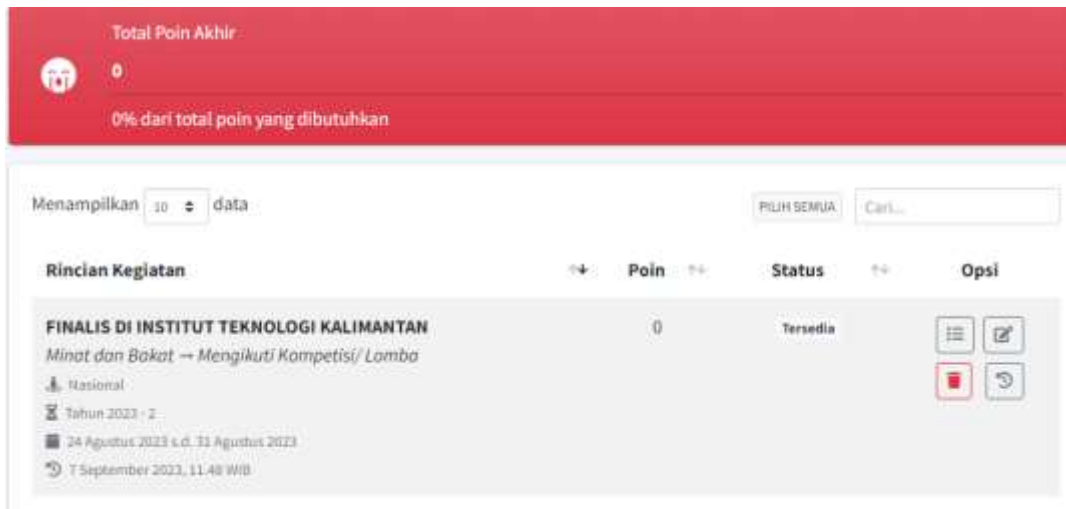 Total Poin Akhir
0
0% dari total poin yang dibutuhkan
Menampilkan 10 data
PILIH SEMUA
Cari...
Rincian Kegiatan Poin Status Opsi
FINALIS DI INSTITUT TEKNOLOGI KALIMANTAN 0 Tersedia
Minat dan Bakat → Mengikuti Kompetisi/ Lomba
Nasional
Tahun 2023 - 2
24 Agustus 2023 s.d. 31 Agustus 2023
7 September 2023, 11.48 WIB